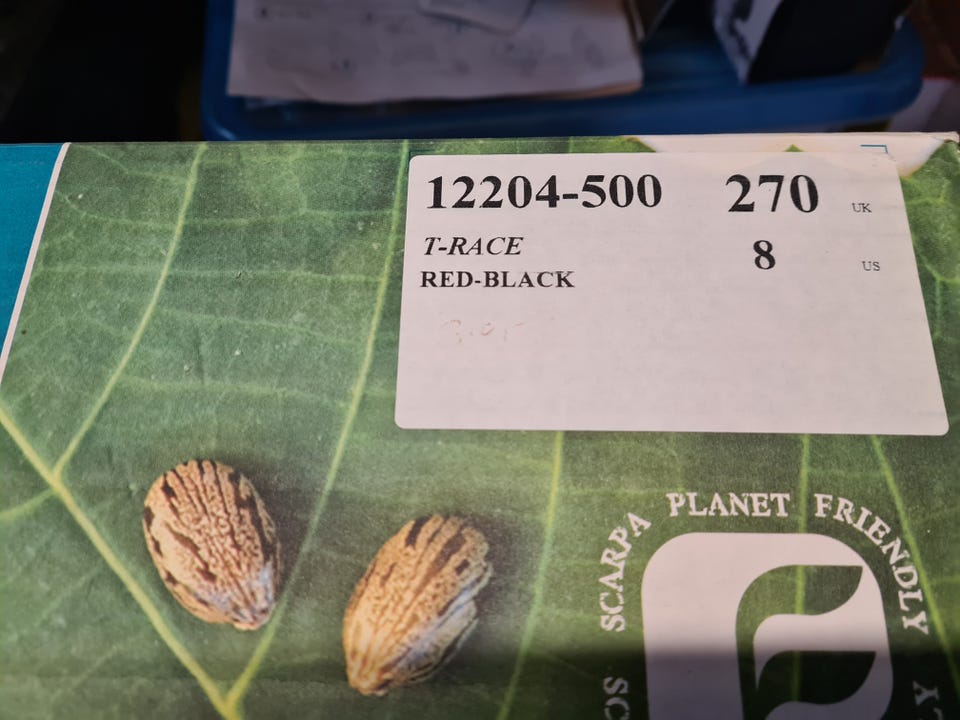 12204-500 270 UK
T-RACE 8 US
RED-BLACK
SCARPA PLANET FRIENDLY